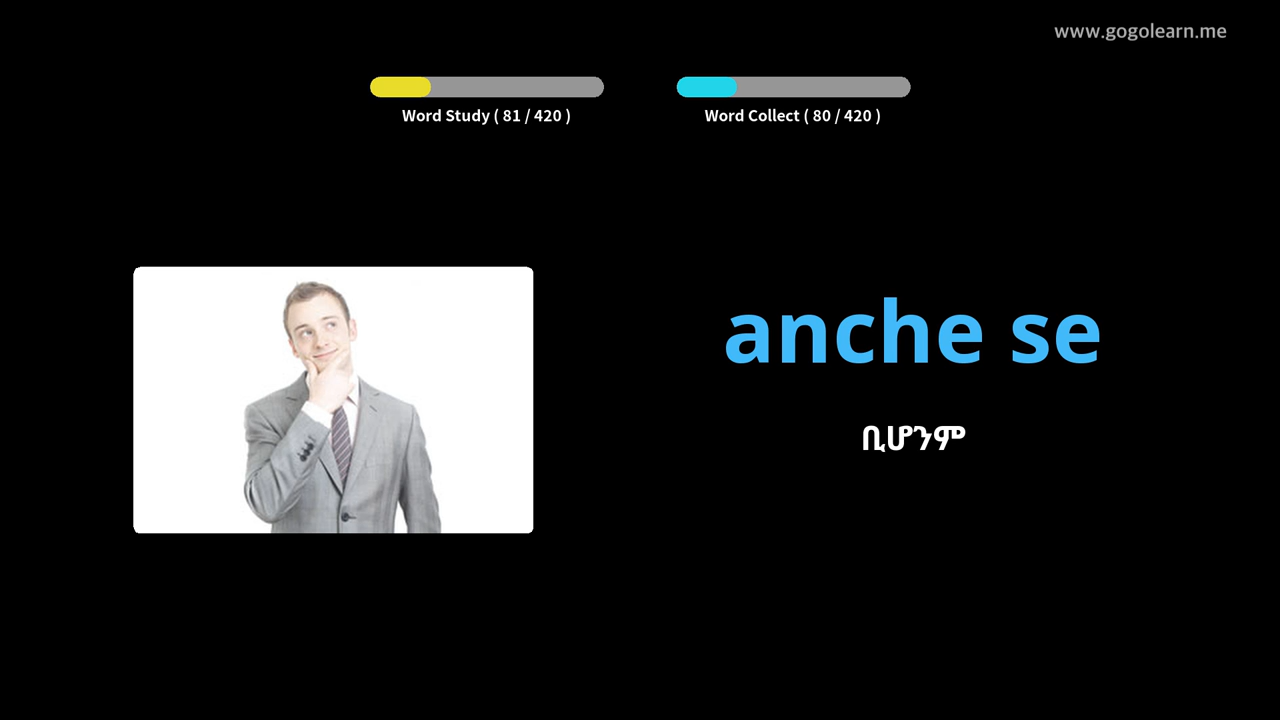 www.gogolearn.me
Word Study ( 81 / 420 )
Word Collect ( 80 / 420 )
anche se
ቢሆንም